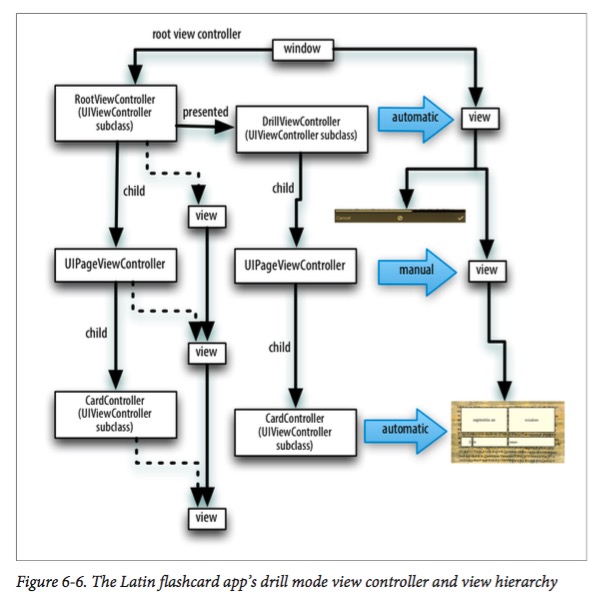 root view controller
window
RootViewController
(UIViewController
subclass)
presented
DrillViewController
(UIViewController subclass)
automatic
view
child
child
view
Cancel
UIPageViewController
UIPageViewController
manual
view
child
child
view
CardController
(UIViewController
subclass)
CardController
(UIViewController
subclass)
automatic
view
Figure 6-6. The Latin flashcard app's drill mode view controller and view hierarchy